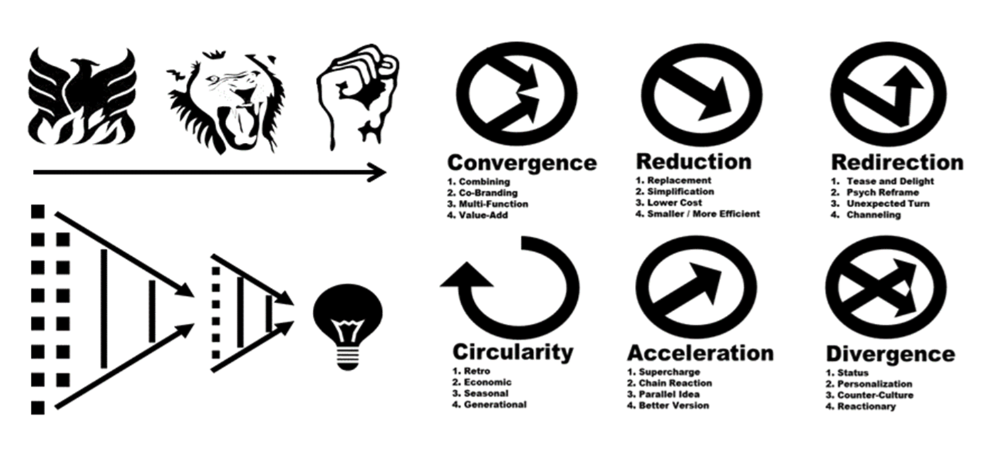 Convergence
1. Combining
2. Co-Branding
3. Multi-Function
4. Value-Add
Reduction
1. Replacement
2. Simplification
3. Lower Cost
4. Smaller / More Efficient
Redirection
1. Tease and Delight
2. Psych Reframe
3. Unexpected Turn
4. Channeling
Circularity
1. Retro
2. Economic
3. Seasonal
4. Generational
Acceleration
1. Supercharge
2. Chain Reaction
3. Parallel Idea
4. Better Version
Divergence
1. Status
2. Personalization
3. Counter-Culture
4. Reactionary